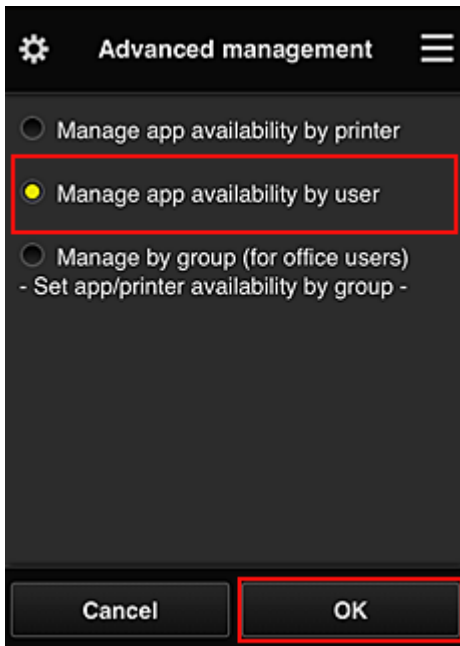 Advanced management
Manage app availability by printer
Manage app availability by user
Manage by group (for office users)
- Set app/printer availability by group -
Cancel
OK